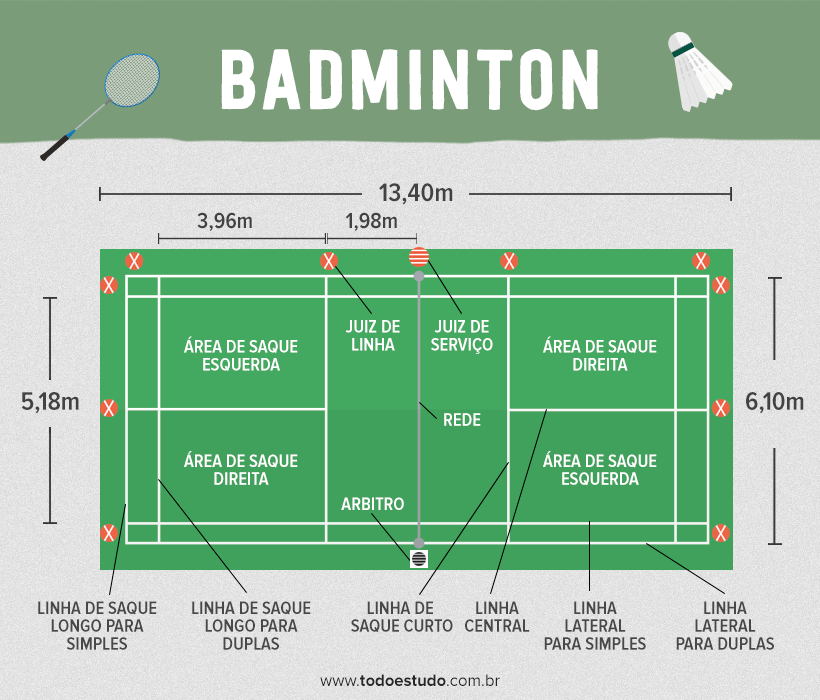 BADMINTON
13,40m
3,96m
1,98m
JUIZ DE
LINHA
JUIZ DE
SERVIÇO
ÁREA DE SAQUE
ESQUERDA
ÁREA DE SAQUE
DIREITA
5,18m
6,10m
REDE
ÁREA DE SAQUE
DIREITA
ÁREA DE SAQUE
ESQUERDA
ARBITRO
LINHA DE SAQUE
LONGO PARA
SIMPLES
LINHA DE SAQUE
LONGO PARA
DUPLAS
LINHA DE
SAQUE CURTO
LINHA
CENTRAL
LINHA
LATERAL
PARA SIMPLES
LINHA
LATERAL
PARA DUPLAS
www.todoestudo.com.br